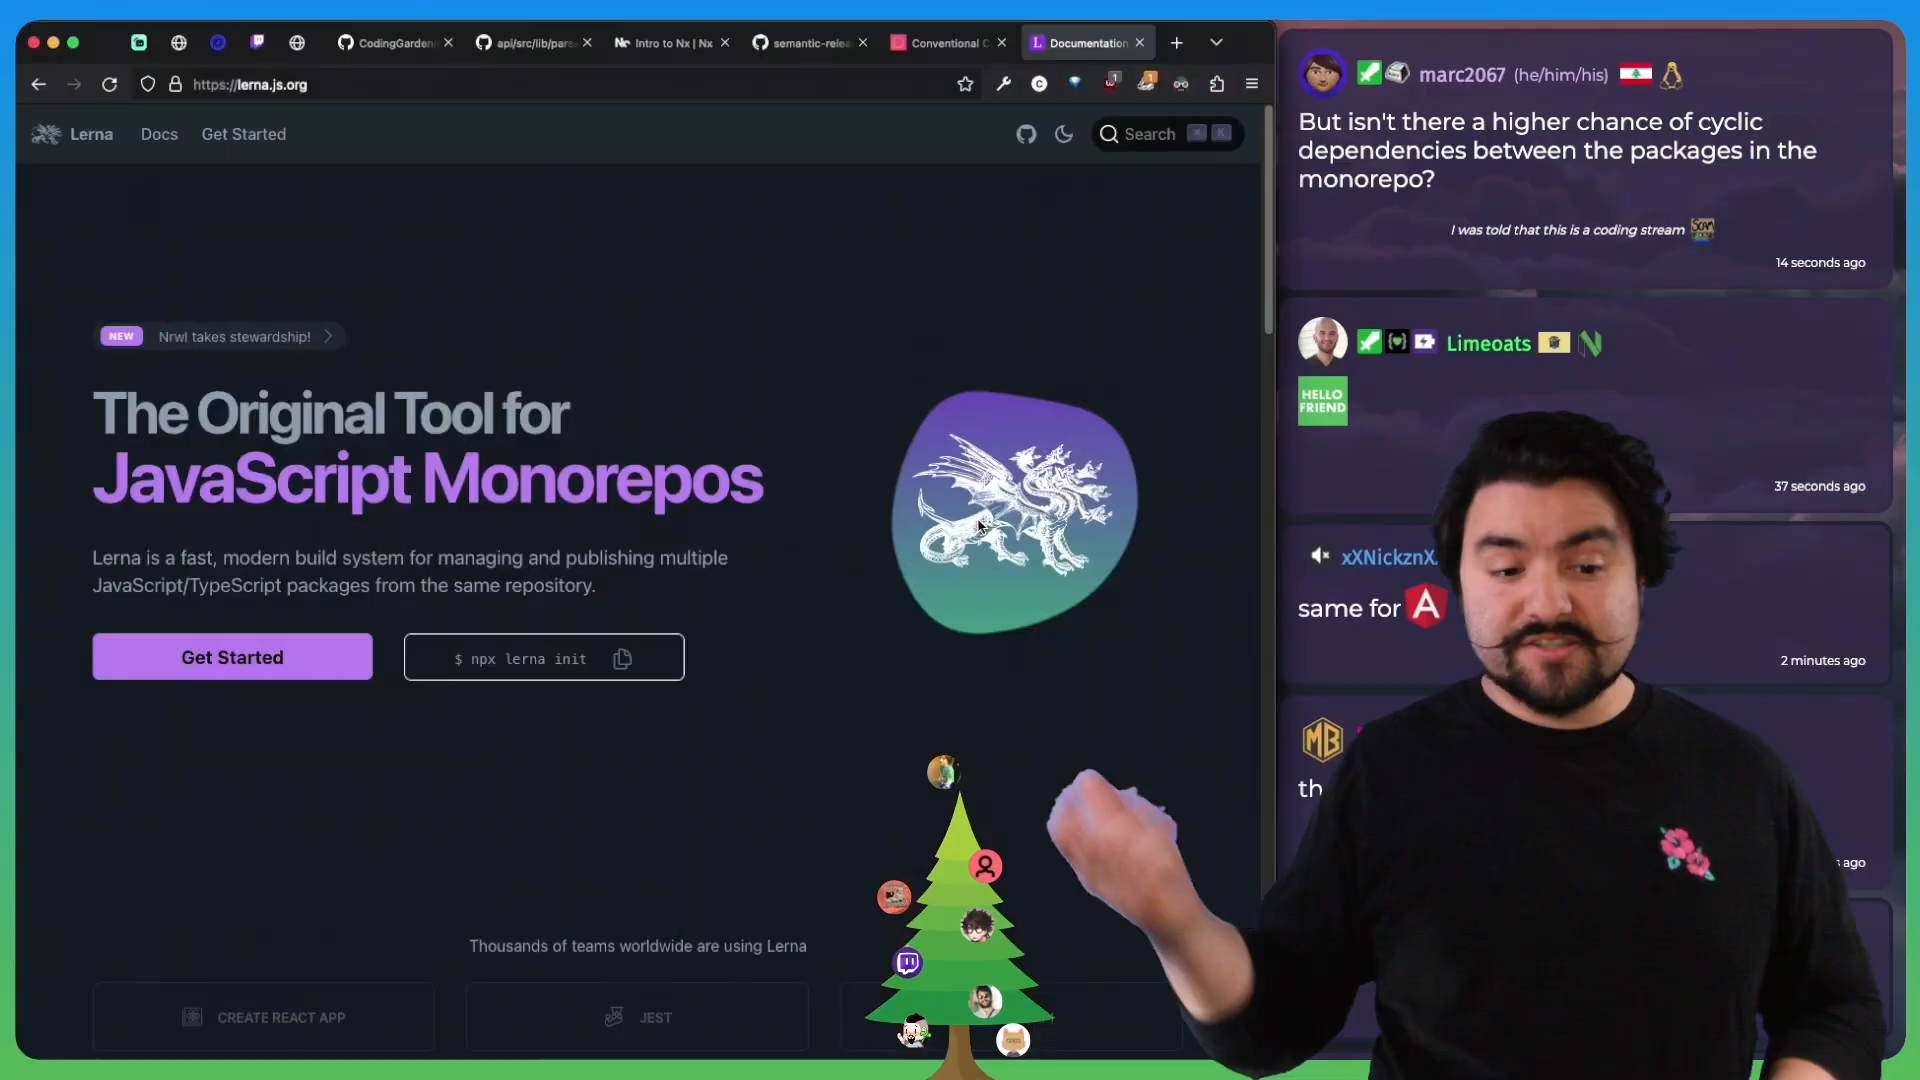 CodingGarden
api/src/lib/pars
Intro to Nx | Nx
semantic-relea
Conventional C
L Documentation
https://lerna.js.org
1
1
Lerna
Docs
Get Started
Search
K
NEW Nrwl takes stewardship!
The Original Tool for
JavaScript Monorepos
Lerna is a fast, modern build system for managing and publishing multiple
JavaScript/TypeScript packages from the same repository.
Get Started
$ npx lerna init
Thousands of teams worldwide are using Lerna
CREATE REACT APP
JEST
marc2067 (he/him/his)
But isn't there a higher chance of cyclic
dependencies between the packages in the
monorepo?
I was told that this is a coding stream
14 seconds ago
Limeoats
HELLO
FRIEND
37 seconds ago
xXNickznX
same for
2 minutes ago
MB
th
ago